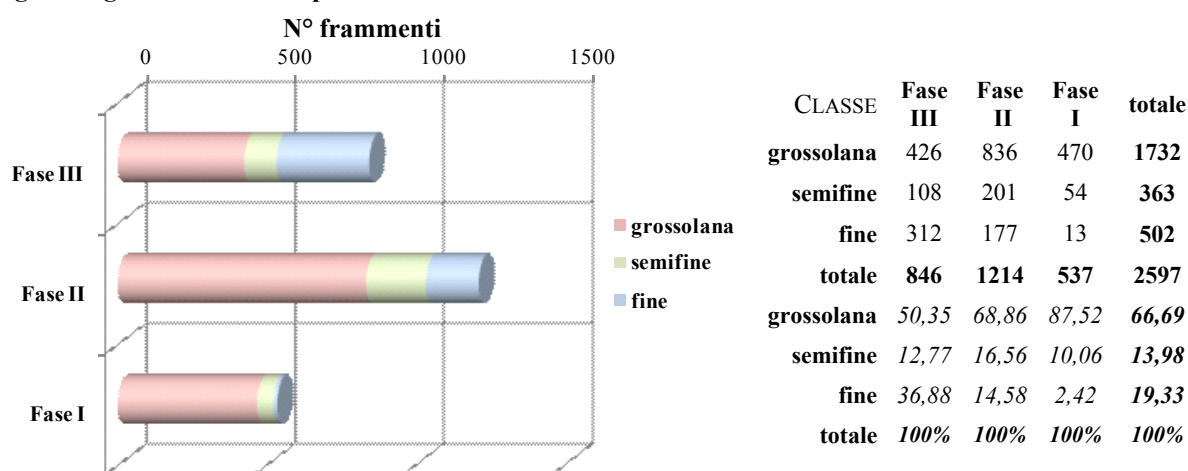 N° frammenti
0 500 1000 1500
Fase III
Fase II
Fase I
grossolana
semifine
fine
CLASSE Fase III Fase II Fase I totale
grossolana 426 836 470 1732
semifine 108 201 54 363
fine 312 177 13 502
totale 846 1214 537 2597
grossolana 50,35 68,86 87,52 66,69
semifine 12,77 16,56 10,06 13,98
fine 36,88 14,58 2,42 19,33
totale 100% 100% 100% 100%